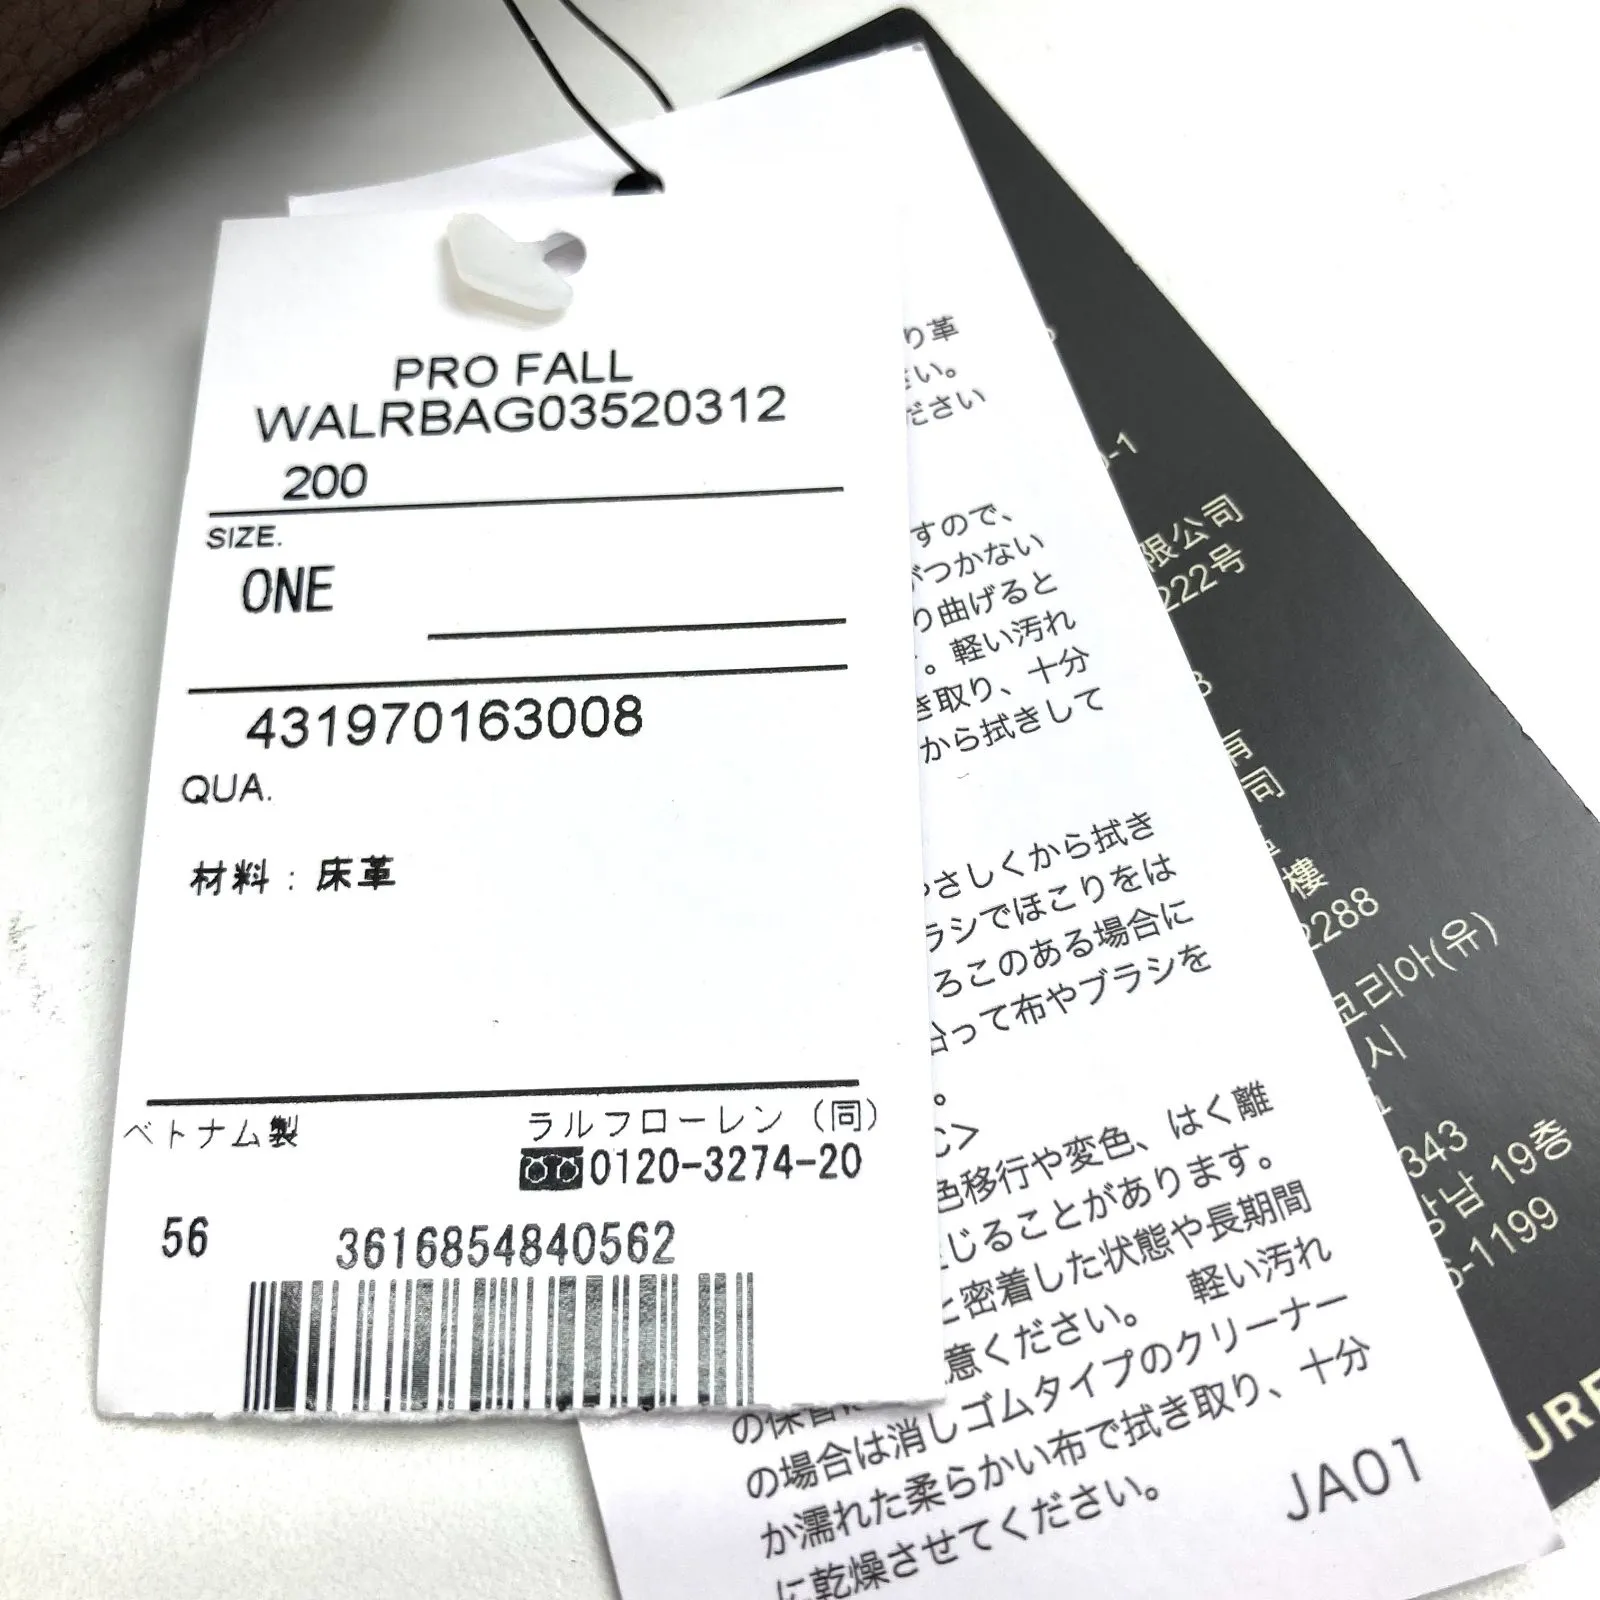 PRO FALL
WALRBAG03520312
200
SIZE.
ONE
431970163008
QUA.
材料：床革
ベトナム製
ラルフローレン（同）
0120-3274-20
56
3616854840562
り革
い。
ださい
すので、
がつかない
り曲げると
。軽い汚れ
き取り、十分
から拭きして
さしくから拭き
ラシでほこりをは
ろこのある場合に
って布やブラシを
。
C>
色移行や変色、はく離
じることがあります。
と密着した状態や長期間
意ください。 軽い汚れ
の場合は消しゴムタイプのクリーナー
か濡れた柔らかい布で拭き取り、十分
に乾燥させてください。
JA01
-1
限公司
222号
司
樓
2288
코리아(유)
시
343
강남 19층
6-1199